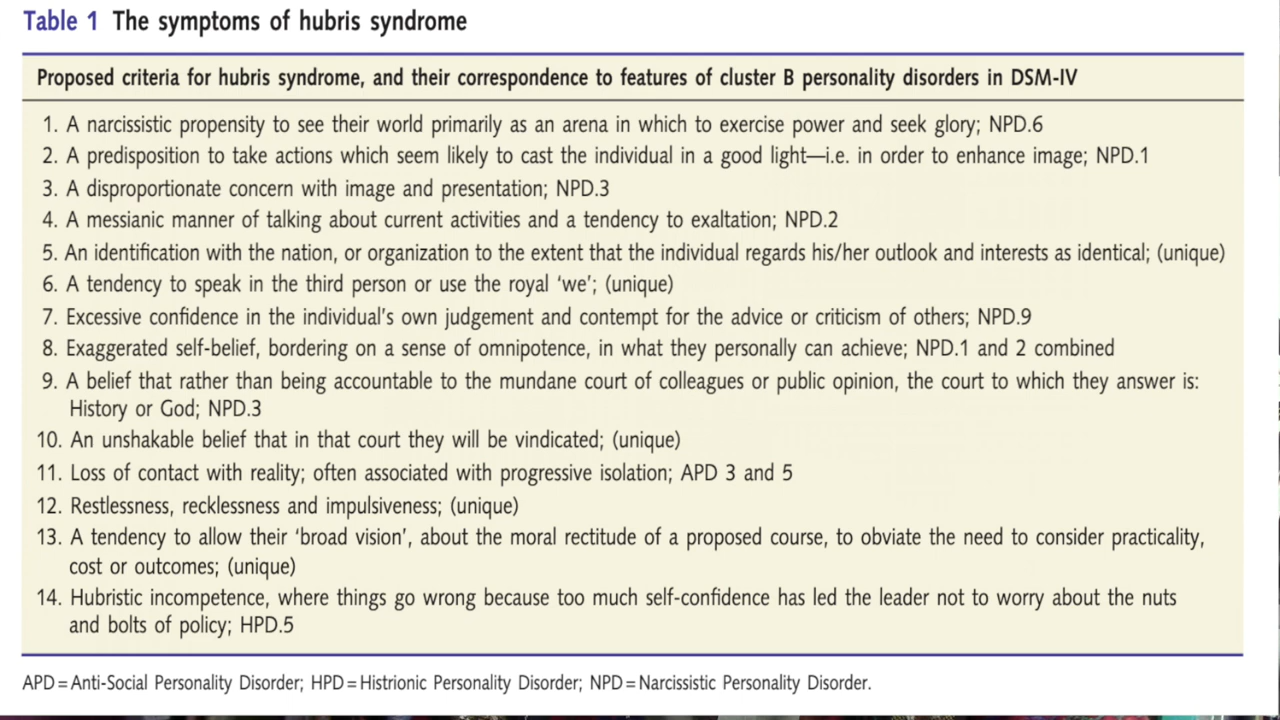 Table 1 The symptoms of hubris syndrome
Proposed criteria for hubris syndrome, and their correspondence to features of cluster B personality disorders in DSM-IV
1. A narcissistic propensity to see their world primarily as an arena in which to exercise power and seek glory; NPD.6
2. A predisposition to take actions which seem likely to cast the individual in a good light—i.e. in order to enhance image; NPD.1
3. A disproportionate concern with image and presentation; NPD.3
4. A messianic manner of talking about current activities and a tendency to exaltation; NPD.2
5. An identification with the nation, or organization to the extent that the individual regards his/her outlook and interests as identical; (unique)
6. A tendency to speak in the third person or use the royal ‘we’; (unique)
7. Excessive confidence in the individual’s own judgement and contempt for the advice or criticism of others; NPD.9
8. Exaggerated self-belief, bordering on a sense of omnipotence, in what they personally can achieve; NPD.1 and 2 combined
9. A belief that rather than being accountable to the mundane court of colleagues or public opinion, the court to which they answer is:
History or God; NPD.3
10. An unshakable belief that in that court they will be vindicated; (unique)
11. Loss of contact with reality; often associated with progressive isolation; APD 3 and 5
12. Restlessness, recklessness and impulsiveness; (unique)
13. A tendency to allow their ‘broad vision’, about the moral rectitude of a proposed course, to obviate the need to consider practicality,
cost or outcomes; (unique)
14. Hubristic incompetence, where things go wrong because too much self-confidence has led the leader not to worry about the nuts
and bolts of policy; HPD.5
APD=Anti-Social Personality Disorder; HPD=Histrionic Personality Disorder; NPD=Narcissistic Personality Disorder.